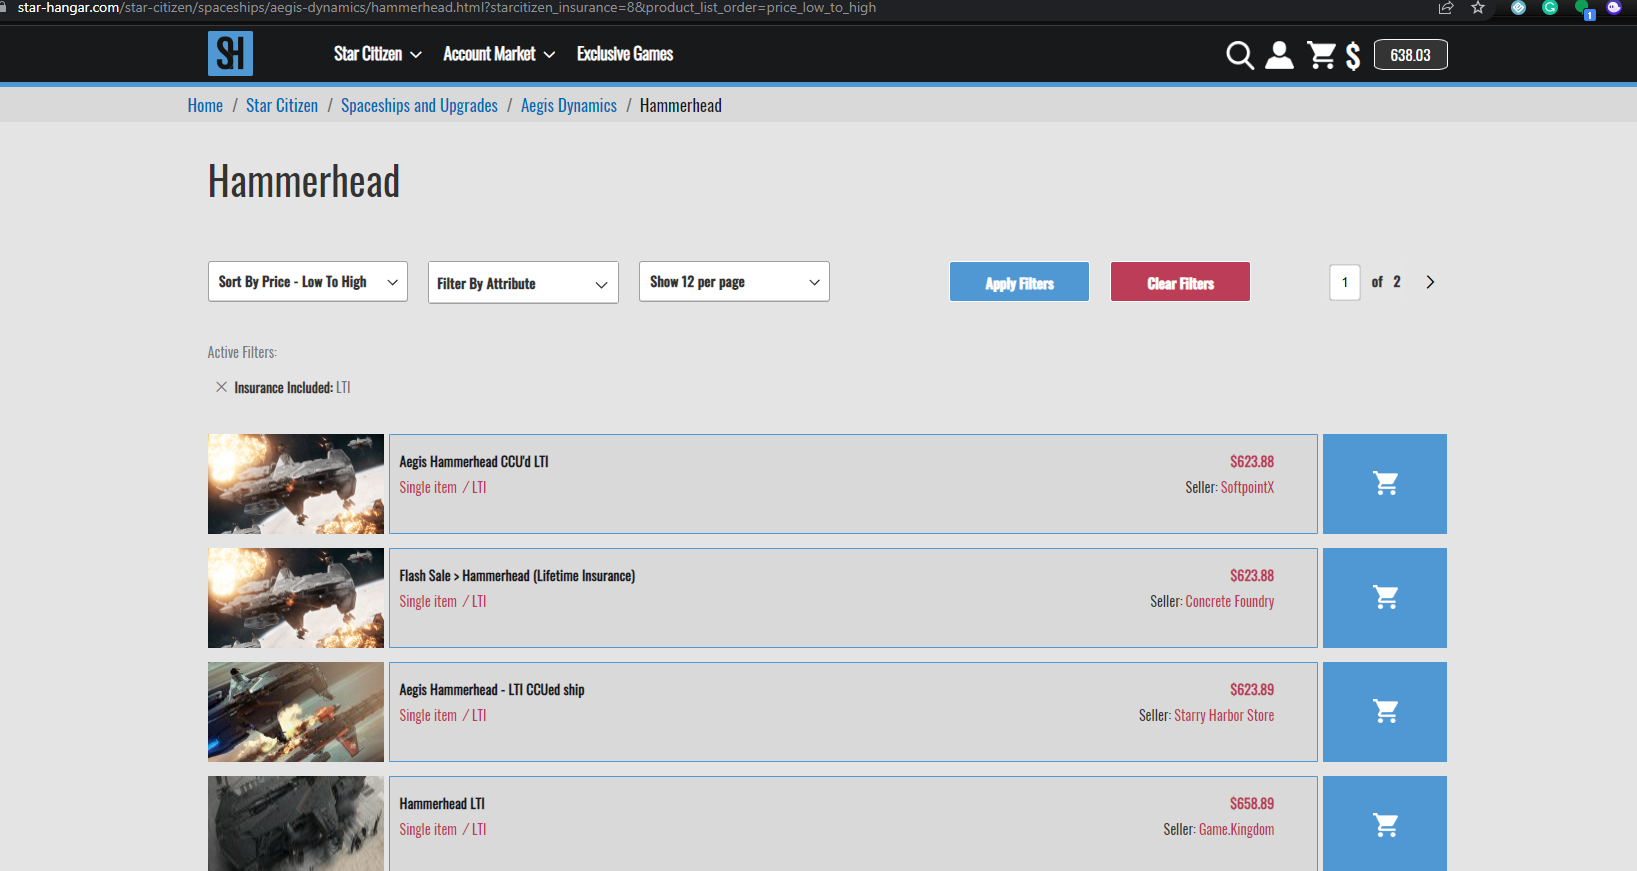 star-hangar.com/star-citizen/spaceships/aegis-dynamics/hammerhead.html?starcitizen_insurance=8&product_list_order=price_low_to_high
1
SH
Star Citizen
Account Market
Exclusive Games
$
638.03
Home / Star Citizen / Spaceships and Upgrades / Aegis Dynamics / Hammerhead
Hammerhead
Sort By Price - Low To High
Filter By Attribute
Show 12 per page
Apply Filters
Clear Filters
1 of 2
Active Filters:
Insurance Included: LTI
Aegis Hammerhead CCU'd LTI
$623.88
Single item / LTI
Seller: SoftpointX
Flash Sale > Hammerhead (Lifetime Insurance)
$623.88
Single item / LTI
Seller: Concrete Foundry
Aegis Hammerhead - LTI CCUed ship
$623.89
Single item / LTI
Seller: Starry Harbor Store
Hammerhead LTI
$658.89
Single item / LTI
Seller: Game.Kingdom